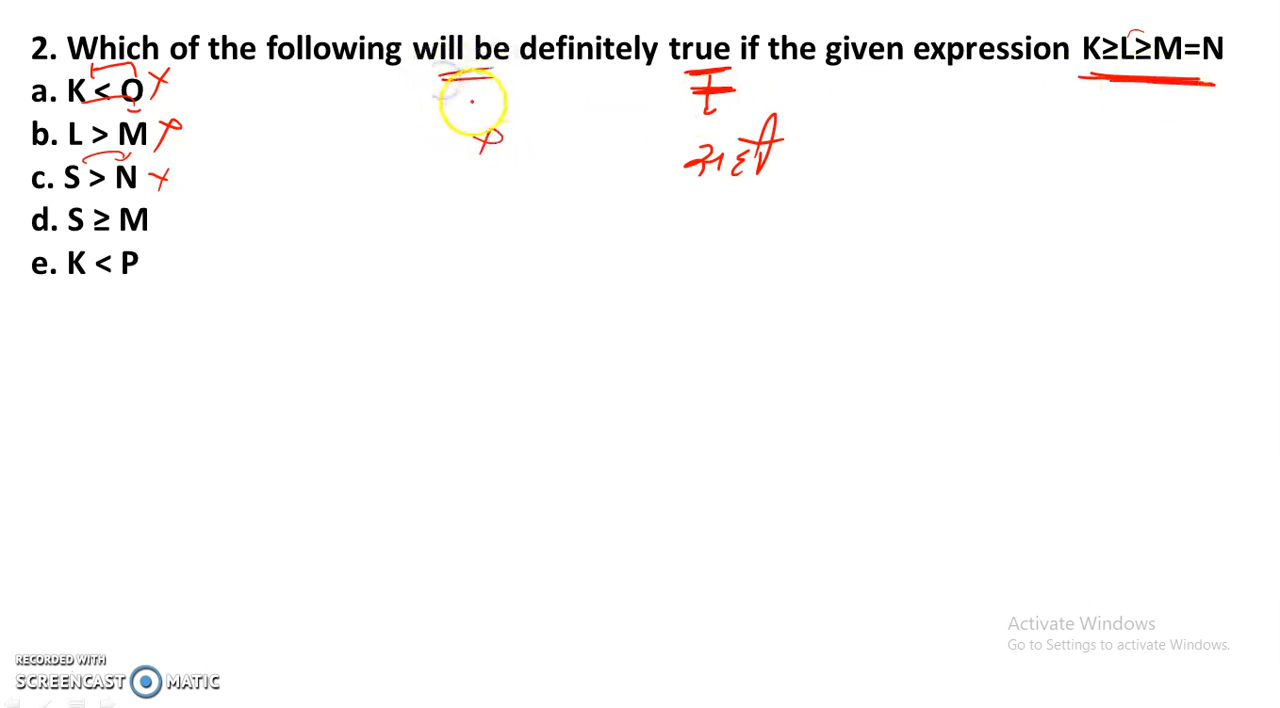 2. Which of the following will be definitely true if the given expression K≥L≥M=N
a. K < O
b. L > M
c. S > N
d. S ≥ M
e. K < P
Activate Windows
Go to Settings to activate Windows.
RECORDED WITH
SCREENCAST MATIC